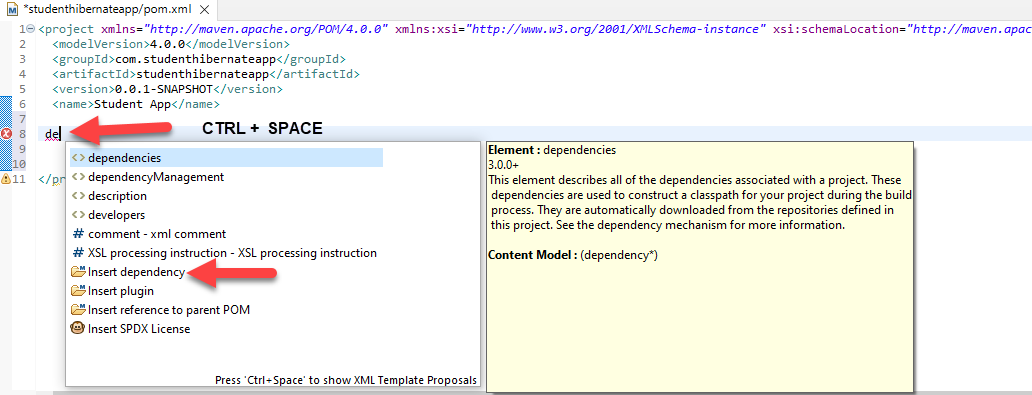 *studenthibernateapp/pom.xml
1 <project xmlns="http://maven.apache.org/POM/4.0.0" xmlns:xsi="http://www.w3.org/2001/XMLSchema-instance" xsi:schemaLocation="http://maven.apac
2 <modelVersion>4.0.0</modelVersion>
3 <groupId>com.studenthibernateapp</groupId>
4 <artifactId>studenthibernateapp</artifactId>
5 <version>0.0.1-SNAPSHOT</version>
6 <name>Student App</name>
7
8 de
CTRL + SPACE
9
10
11 </pr
<> dependencies
<> dependencyManagement
<> description
<> developers
# comment - xml comment
# XSL processing instruction - XSL processing instruction
Insert dependency
Insert plugin
Insert reference to parent POM
Insert SPDX License
Press 'Ctrl+Space' to show XML Template Proposals
Element : dependencies
3.0.0+
This element describes all of the dependencies associated with a project. These
dependencies are used to construct a classpath for your project during the build
process. They are automatically downloaded from the repositories defined in
this project. See the dependency mechanism for more information.
Content Model : (dependency*)